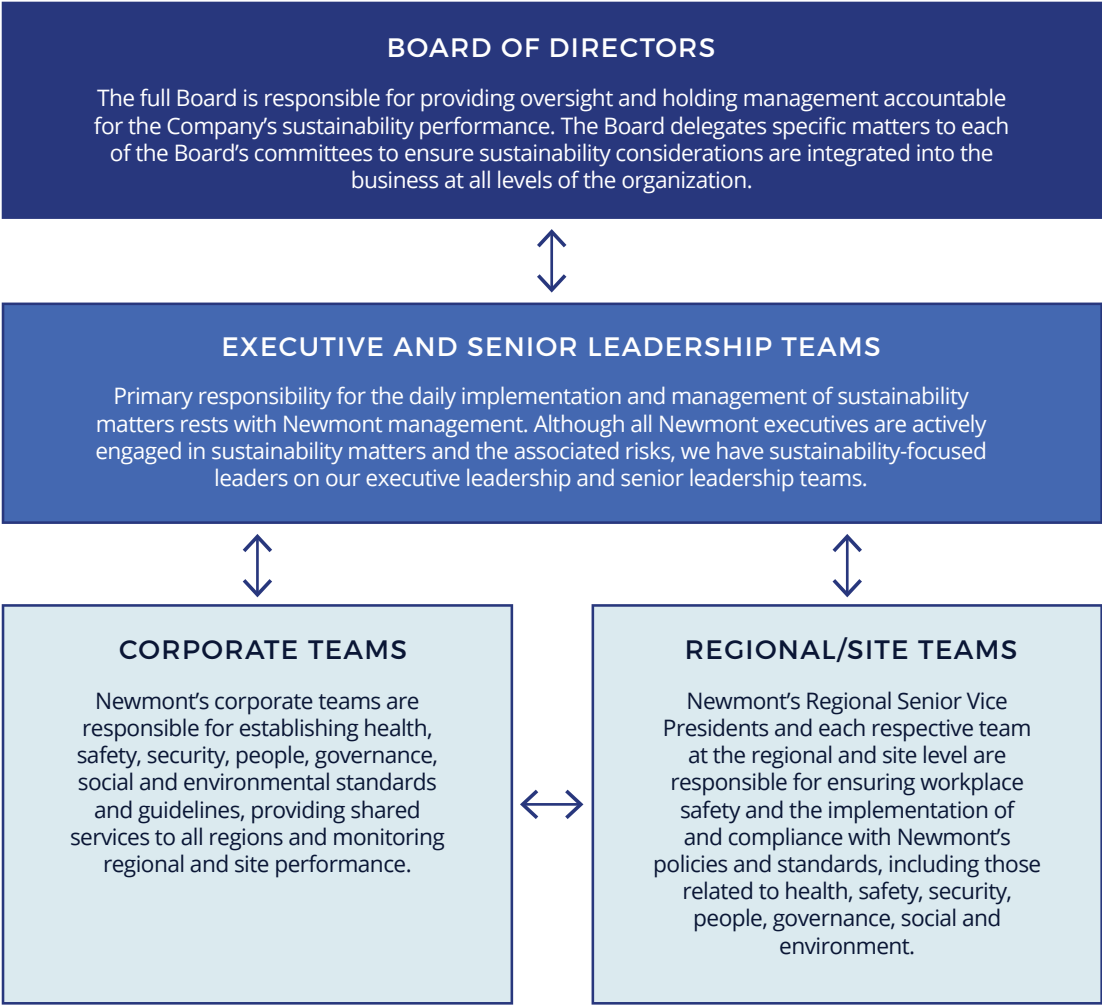 BOARD OF DIRECTORS
The full Board is responsible for providing oversight and holding management accountable
for the Company’s sustainability performance. The Board delegates specific matters to each
of the Board’s committees to ensure sustainability considerations are integrated into the
business at all levels of the organization.
EXECUTIVE AND SENIOR LEADERSHIP TEAMS
Primary responsibility for the daily implementation and management of sustainability
matters rests with Newmont management. Although all Newmont executives are actively
engaged in sustainability matters and the associated risks, we have sustainability-focused
leaders on our executive leadership and senior leadership teams.
CORPORATE TEAMS
Newmont’s corporate teams are
responsible for establishing health,
safety, security, people, governance,
social and environmental standards
and guidelines, providing shared
services to all regions and monitoring
regional and site performance.
REGIONAL/SITE TEAMS
Newmont’s Regional Senior Vice
Presidents and each respective team
at the regional and site level are
responsible for ensuring workplace
safety and the implementation of
and compliance with Newmont’s
policies and standards, including those
related to health, safety, security,
people, governance, social and
environment.